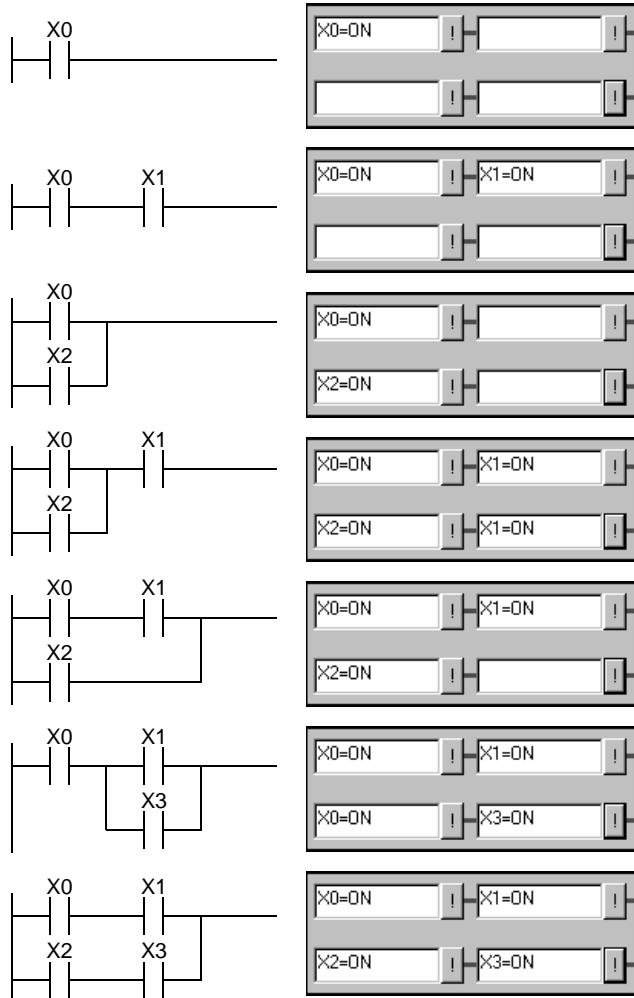 X0
X0=ON ! !
! !
X0 X1
X0=ON ! X1=ON !
! !
X0
X0=ON ! !
X2
X2=ON ! !
X0 X1
X0=ON ! X1=ON !
X2
X2=ON ! X1=ON !
X0 X1
X0=ON ! X1=ON !
X2
X2=ON ! !
X0 X1
X0=ON ! X1=ON !
X3
X0=ON ! X3=ON !
X0 X1
X0=ON ! X1=ON !
X2 X3
X2=ON ! X3=ON !